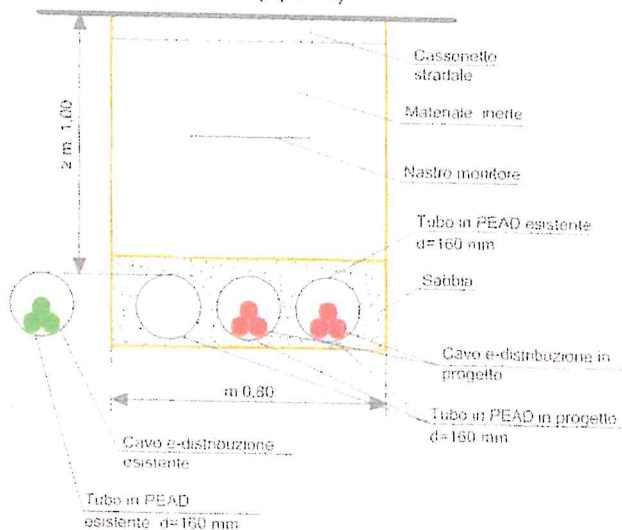 Cassonetto
stradale
≥ m. 1,00
Materiale inerte
Nastro monitore
Tubo in PEAD esistente
d=160 mm
Sabbia
Cavo e-distribuzione in
progetto
m 0,80
Tubo in PEAD in progetto
d=160 mm
Cavo e-distribuzione
esistente
Tubo in PEAD
esistente d=160 mm